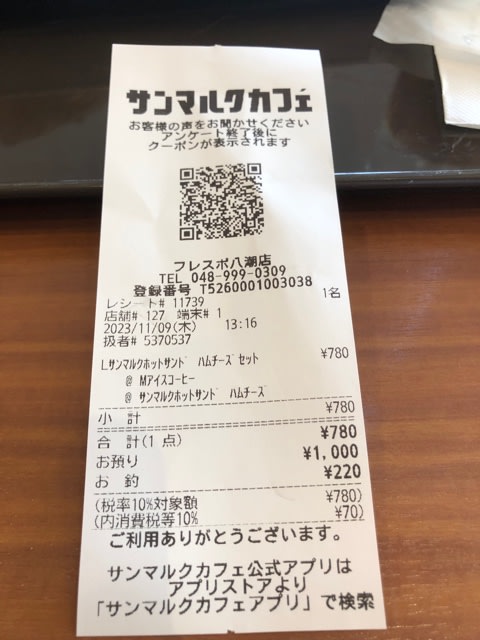 サンマルクカフェ
お客様の声をお聞かせください
アンケート終了後に
クーポンが表示されます
フレスポ八潮店
TEL 048-999-0309
登録番号 T5260001003038
レシート# 11739 1名
店舗# 127 端末# 1
2023/11/09(木) 13:16
扱者# 5370537
Lサンマルクホットサンド ハムチーズセット ¥780
@ Mアイスコーヒー
@ サンマルクホットサンド ハムチーズ
小 計 ¥780
合 計(1 点) ¥780
お預り ¥1,000
お 釣 ¥220
(税率10%対象額 ¥780)
(内消費税等10% ¥70)
ご利用ありがとうございます。
サンマルクカフェ公式アプリは
アプリストアより
「サンマルクカフェアプリ」で検索